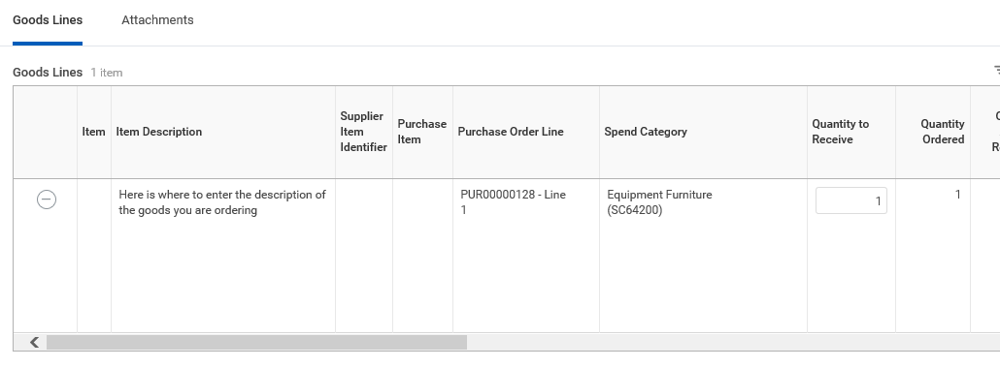 Goods Lines Attachments
Goods Lines 1 item
Item
Item Description
Supplier
Item
Identifier
Purchase
Item
Purchase Order Line
Spend Category
Quantity to
Receive
Quantity
Ordered
Here is where to enter the description of
the goods you are ordering
PUR00000128 - Line
1
Equipment Furniture
(SC64200)
1
1